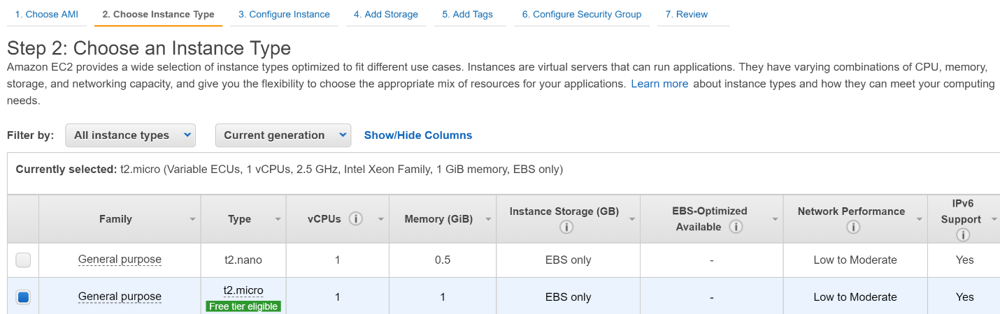 1. Choose AMI 2. Choose Instance Type 3. Configure Instance 4. Add Storage 5. Add Tags 6. Configure Security Group 7. Review
Step 2: Choose an Instance Type
Amazon EC2 provides a wide selection of instance types optimized to fit different use cases. Instances are virtual servers that can run applications. They have varying combinations of CPU, memory,
storage, and networking capacity, and give you the flexibility to choose the appropriate mix of resources for your applications. Learn more about instance types and how they can meet your computing
needs.
Filter by: All instance types Current generation Show/Hide Columns
Currently selected: t2.micro (Variable ECUs, 1 vCPUs, 2.5 GHz, Intel Xeon Family, 1 GiB memory, EBS only)
Family Type vCPUs i Memory (GiB) Instance Storage (GB) i EBS-Optimized Available i Network Performance i IPv6 Support i
General purpose t2.nano 1 0.5 EBS only - Low to Moderate Yes
General purpose t2.micro 1 1 EBS only - Low to Moderate Yes
Free tier eligible